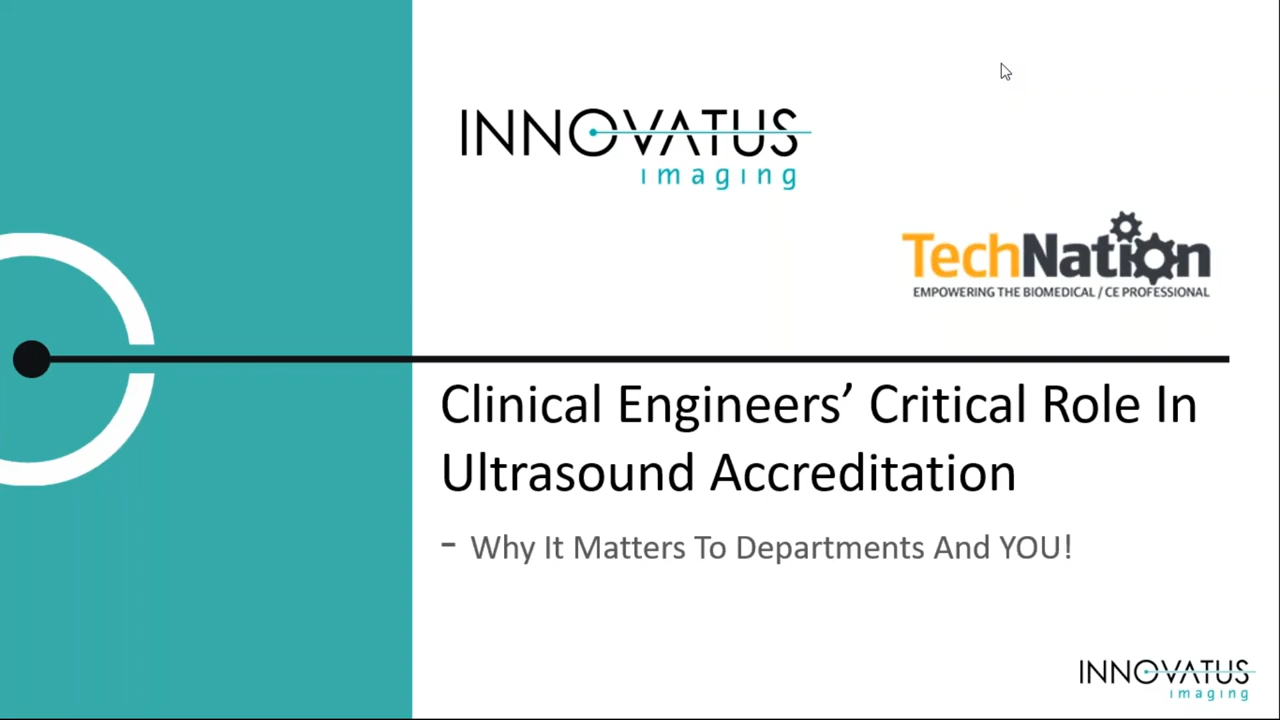 INNOVATUS
imaging
TechNation
EMPOWERING THE BIOMEDICAL / CE PROFESSIONAL
Clinical Engineers’ Critical Role In
Ultrasound Accreditation
- Why It Matters To Departments And YOU!
INNOVATUS
imaging